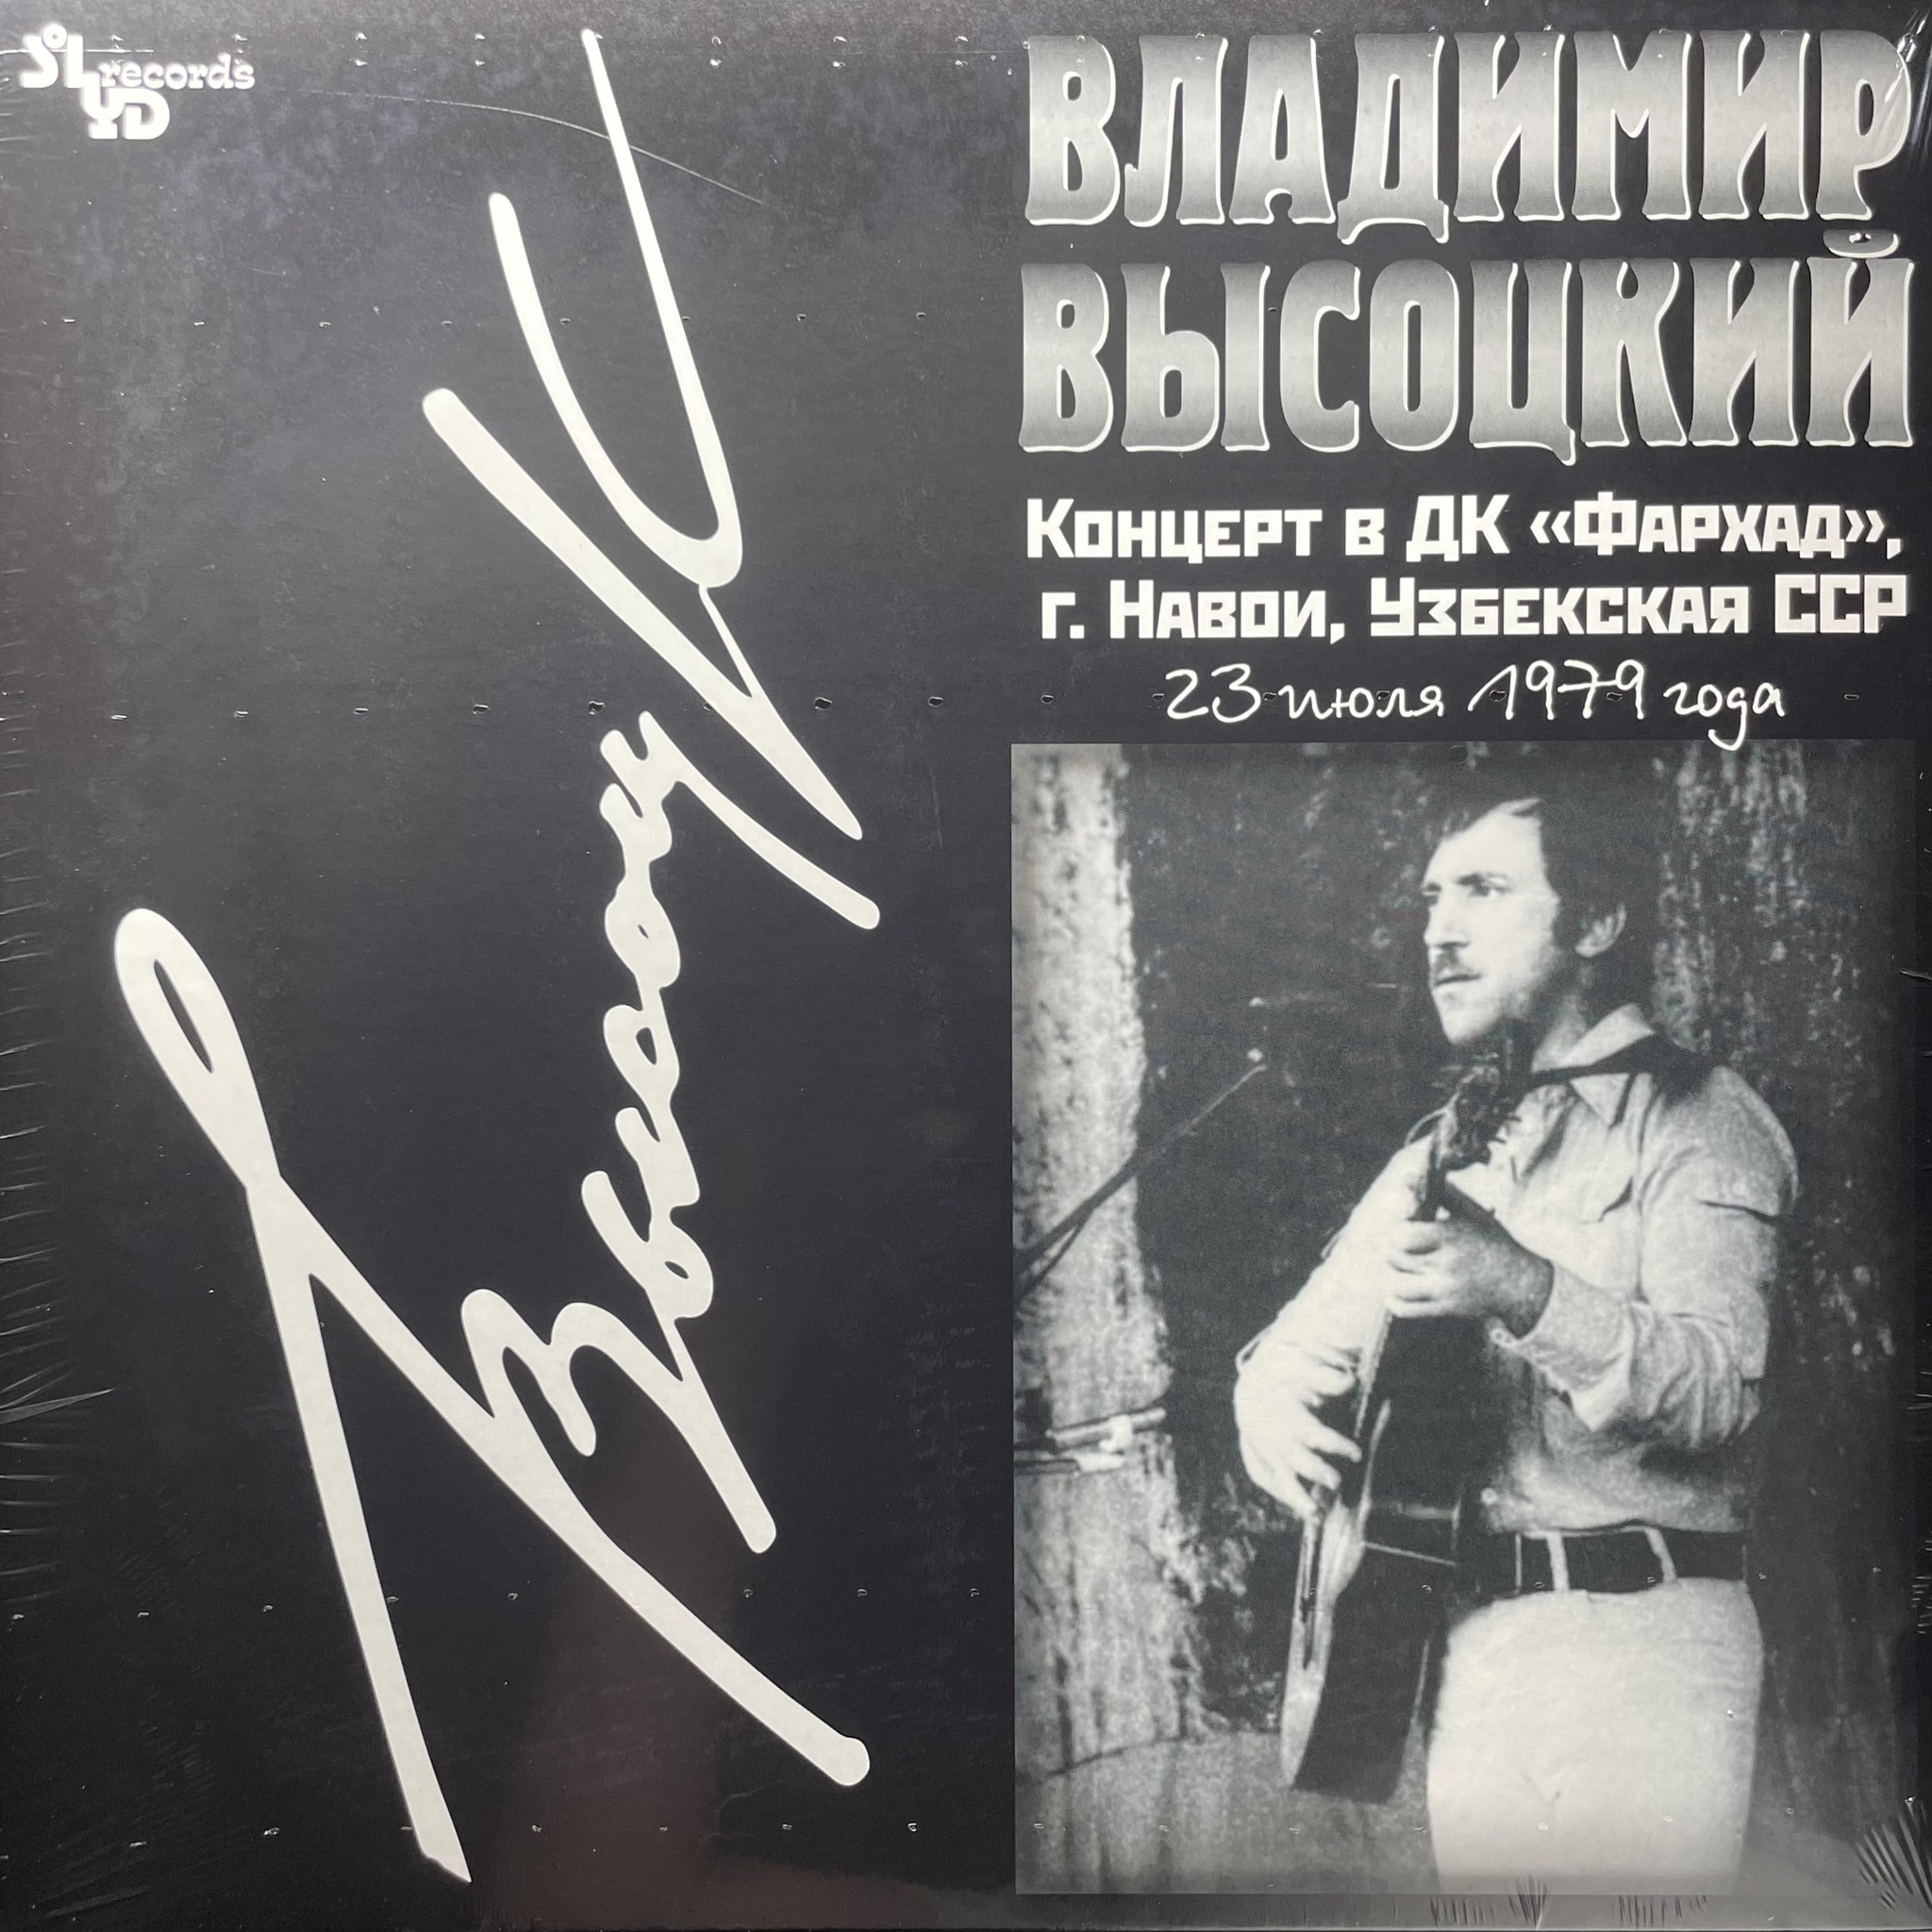 SoLYD records
ВЛАДИМИР
ВЫСОЦКИЙ
Концерт в ДК «Фархад»,
г. Навои, Узбекская ССР
23 июля 1979 года